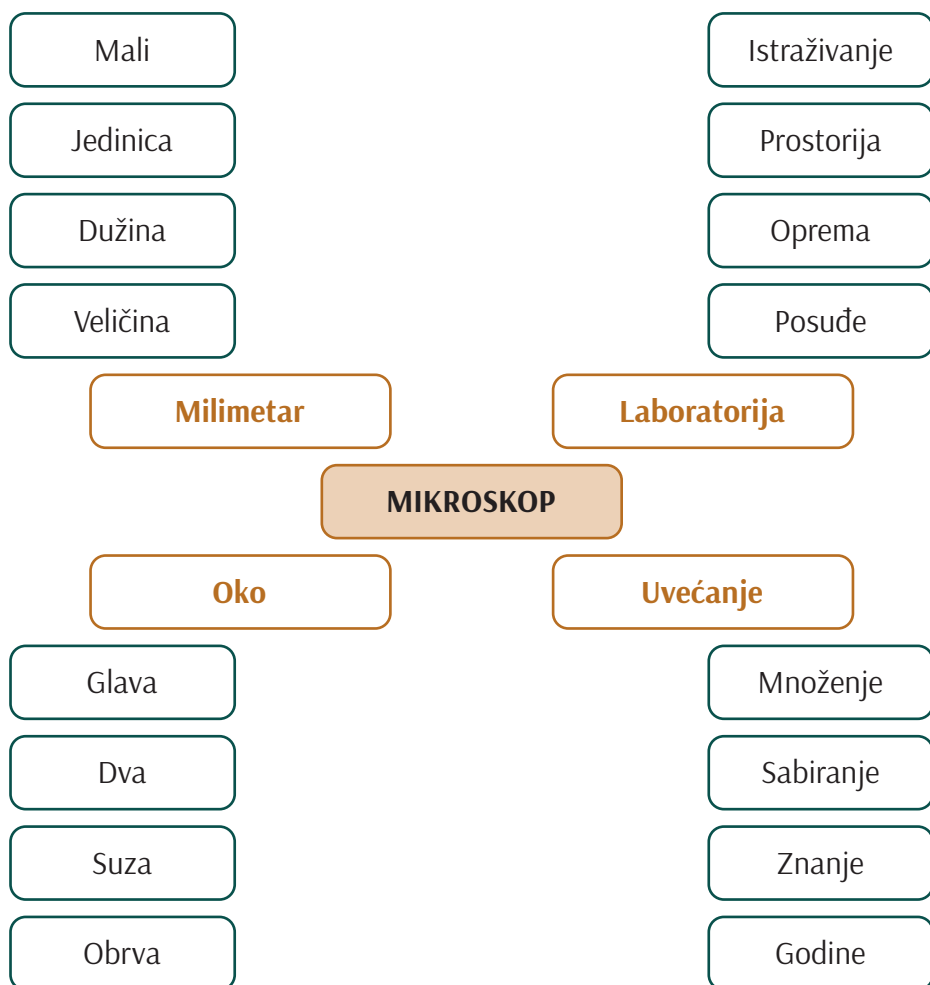 Mali
Istraživanje
Jedinica
Prostorija
Dužina
Oprema
Veličina
Posuđe
Milimetar
Laboratorija
MIKROSKOP
Oko
Uvećanje
Glava
Množenje
Dva
Sabiranje
Suza
Znanje
Obrva
Godine